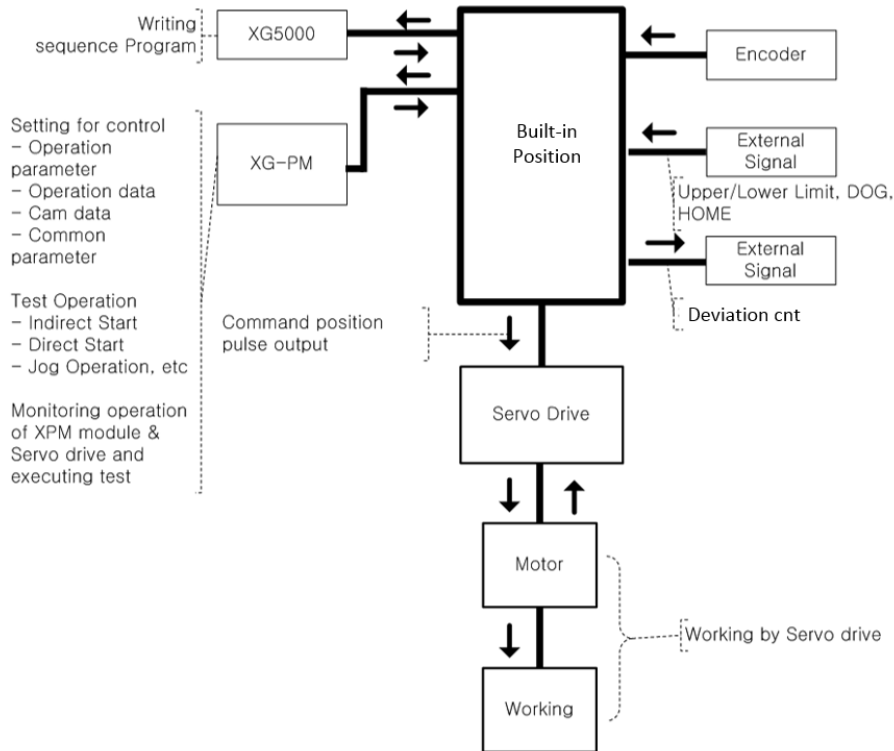 Writing
sequence Program
XG5000
Encoder
Setting for control
- Operation
parameter
- Operation data
- Cam data
- Common
parameter
XG-PM
Built-in
Position
External
Signal
Upper/Lower Limit, DOG,
HOME
External
Signal
Deviation cnt
Test Operation
- Indirect Start
- Direct Start
- Jog Operation, etc
Command position
pulse output
Monitoring operation
of XPM module &
Servo drive and
executing test
Servo Drive
Motor
Working by Servo drive
Working